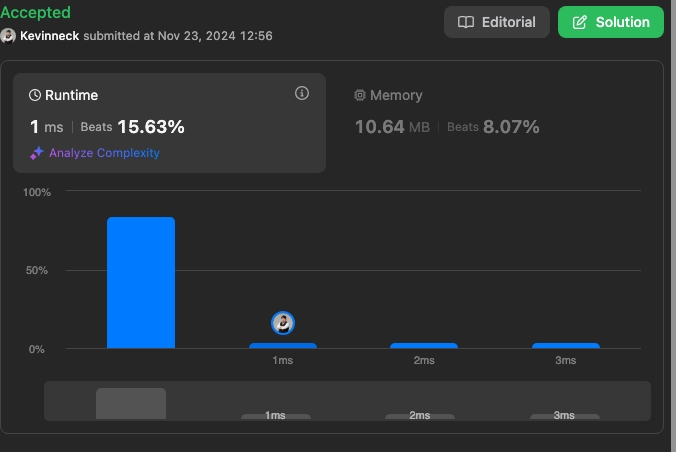 Accepted
Editorial
Solution
Kevinneck submitted at Nov 23, 2024 12:56
Runtime
1 ms | Beats 15.63%
Analyze Complexity
Memory
10.64 MB | Beats 8.07%
100%
50%
0%
1ms 2ms 3ms
1ms 2ms 3ms